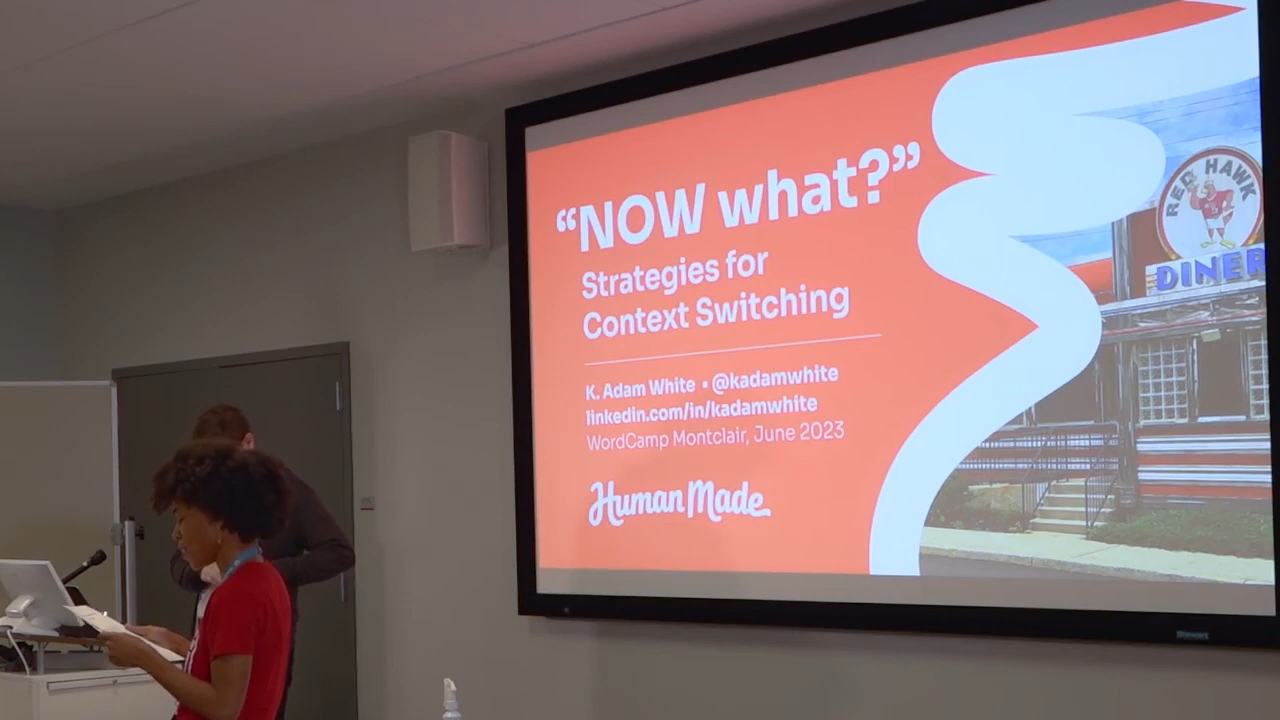 “NOW what?”
Strategies for
Context Switching
K. Adam White • @kadamwhite
linkedin.com/in/kadamwhite
WordCamp Montclair, June 2023
Human Made
RED HAWK
DINER
Stewart